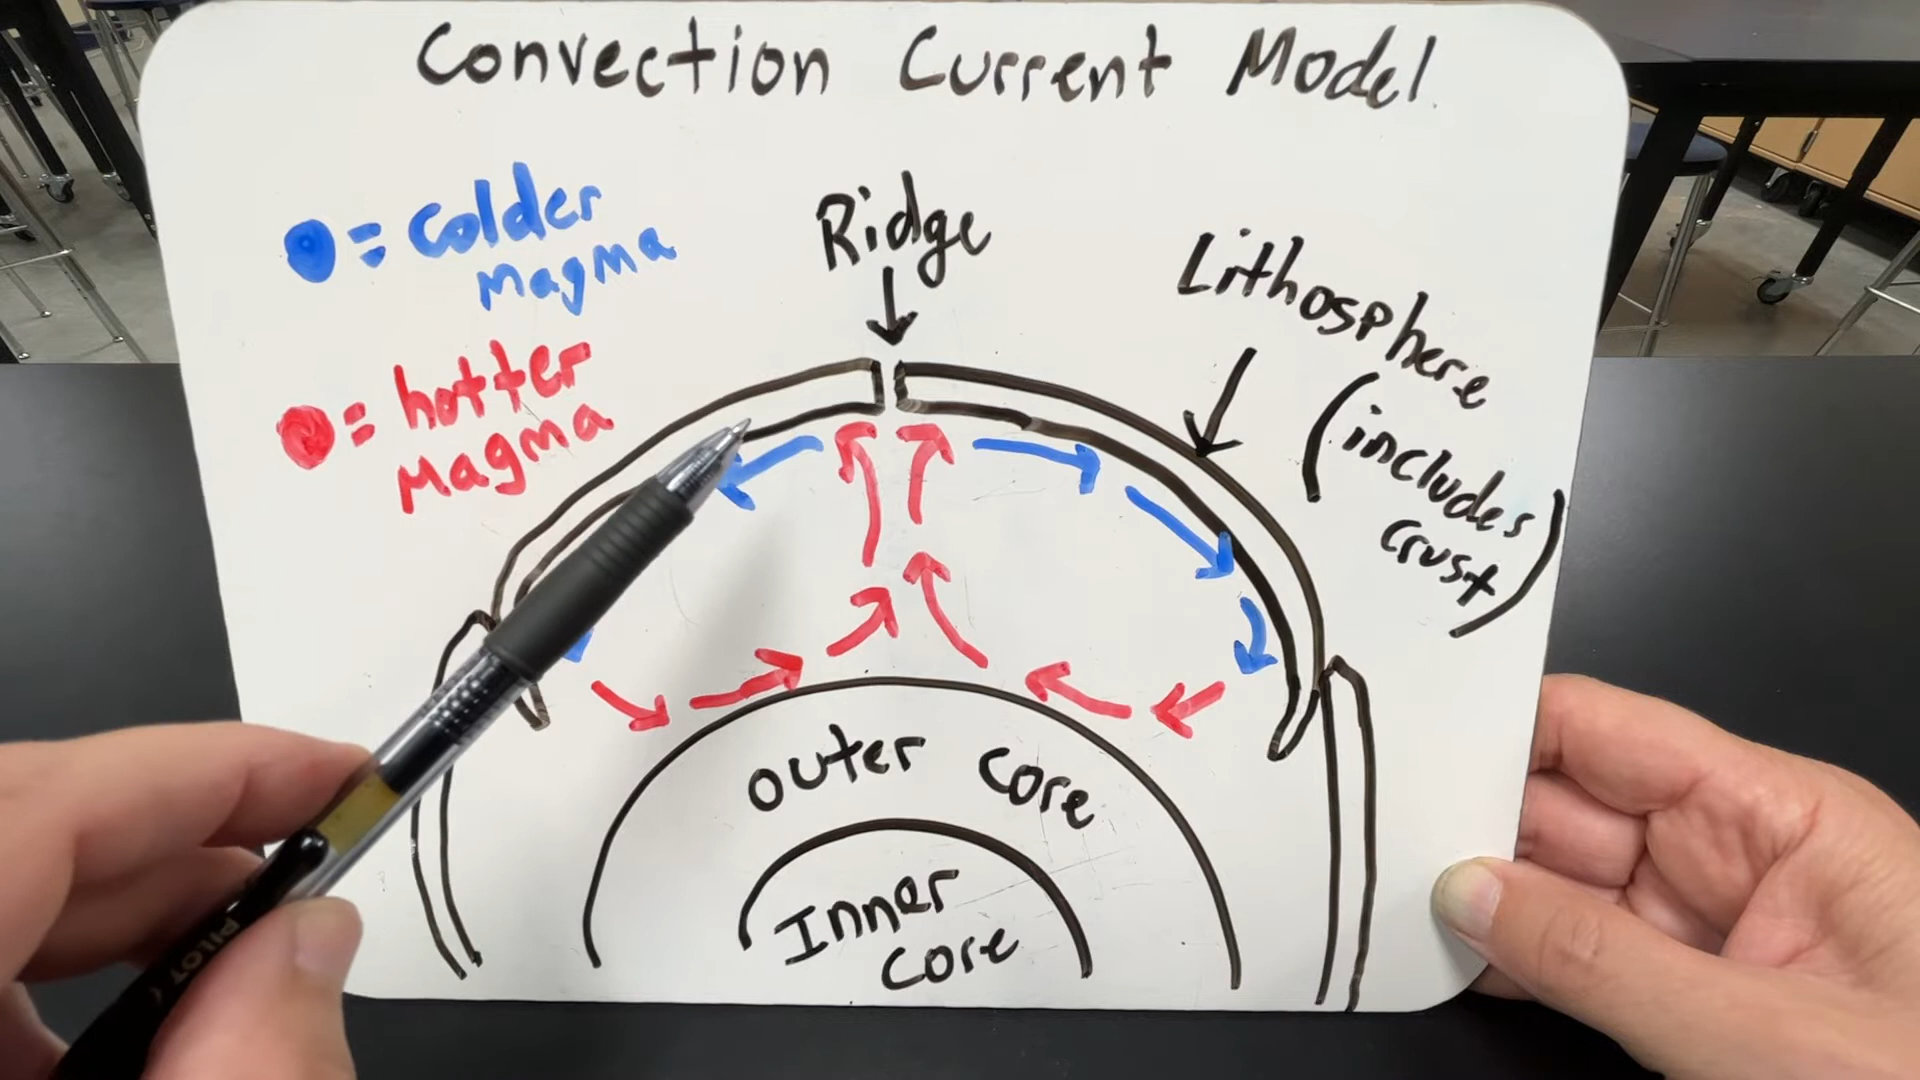 Convection Current Model
= colder
magma
= hotter
magma
Ridge
Lithosphere
(includes
crust)
outer core
Inner
core
PILOT